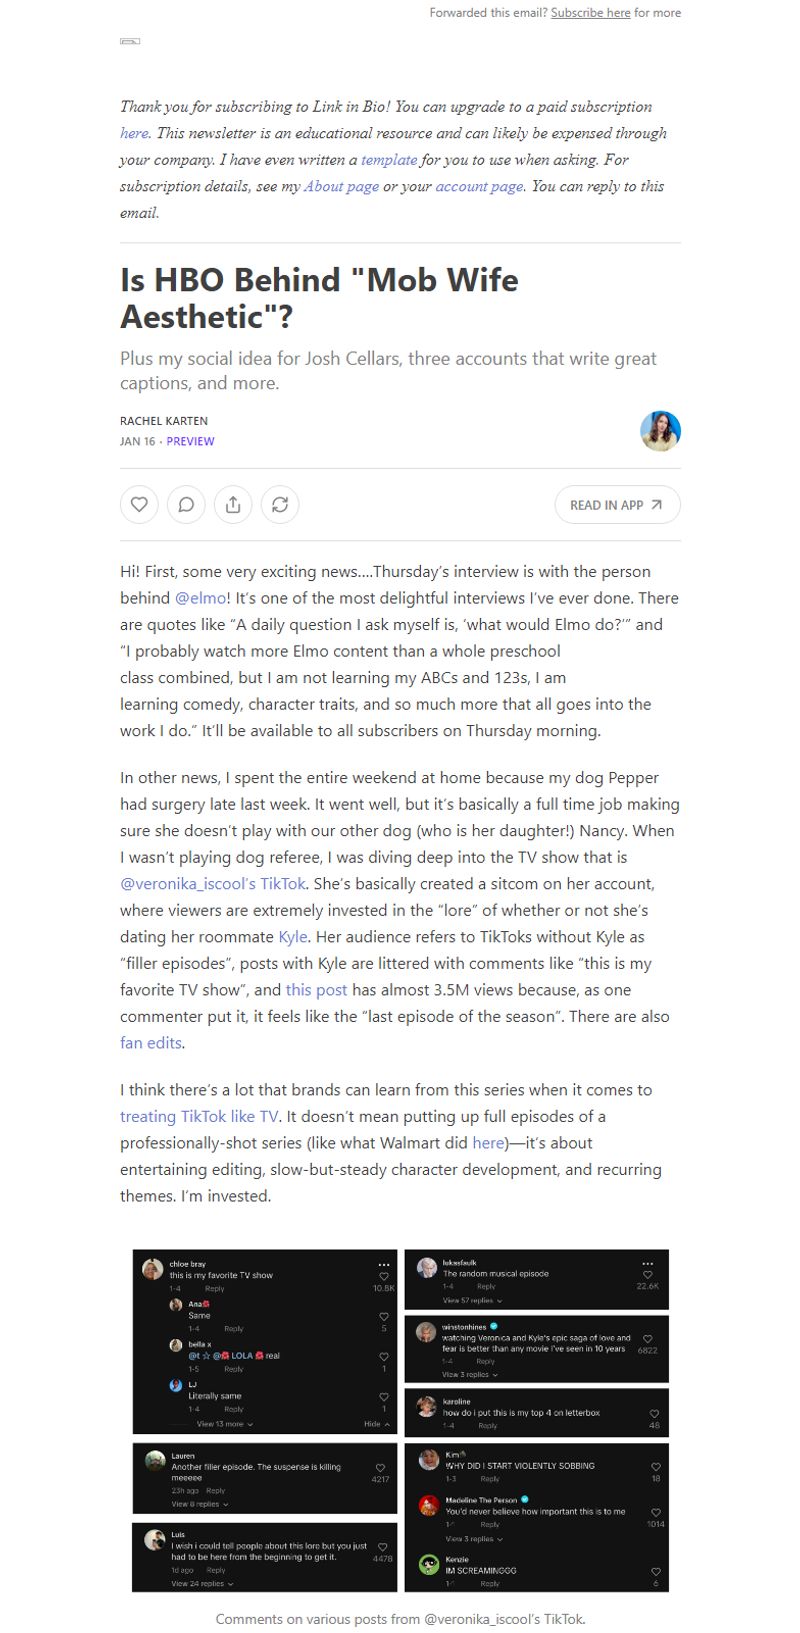 Forwarded this email? Subscribe here for more
Thank you for subscribing to Link in Bio! You can upgrade to a paid subscription
here. This newsletter is an educational resource and can likely be expensed through
your company. I have even written a template for you to use when asking. For
subscription details, see my About page or your account page. You can reply to this
email.
Is HBO Behind "Mob Wife
Aesthetic"?
Plus my social idea for Josh Cellars, three accounts that write great
captions, and more.
RACHEL KARTEN
JAN 16 · PREVIEW
READ IN APP
Hi! First, some very exciting news....Thursday's interview is with the person
behind @elmo! It's one of the most delightful interviews I've ever done. There
are quotes like “A daily question I ask myself is, ‘what would Elmo do?’” and
“I probably watch more Elmo content than a whole preschool
class combined, but I am not learning my ABCs and 123s, I am
learning comedy, character traits, and so much more that all goes into the
work I do.” It'll be available to all subscribers on Thursday morning.
In other news, I spent the entire weekend at home because my dog Pepper
had surgery late last week. It went well, but it's basically a full time job making
sure she doesn't play with our other dog (who is her daughter!) Nancy. When
I wasn't playing dog referee, I was diving deep into the TV show that is
@veronika_iscool's TikTok. She's basically created a sitcom on her account,
where viewers are extremely invested in the “lore” of whether or not she's
dating her roommate Kyle. Her audience refers to TikToks without Kyle as
“filler episodes”, posts with Kyle are littered with comments like “this is my
favorite TV show”, and this post has almost 3.5M views because, as one
commenter put it, it feels like the “last episode of the season”. There are also
fan edits.
I think there's a lot that brands can learn from this series when it comes to
treating TikTok like TV. It doesn't mean putting up full episodes of a
professionally-shot series (like what Walmart did here)—it's about
entertaining editing, slow-but-steady character development, and recurring
themes. I'm invested.
chloe bray
this is my favorite TV show
1-4 Reply 10.8K
Ana🌺
Same
1-4 Reply 5
bella x
@t ☆ @🌺 LOLA 🌺 real
1-5 Reply 1
LJ
Literally same
1-4 Reply 1
View 13 more Hide
Lauren
Another filler episode. The suspense is killing
meeeee
23h ago Reply 4217
View 8 replies
Luis
I wish i could tell people about this lore but you just
had to be here from the beginning to get it.
1d ago Reply 4478
View 24 replies
lukasfaulk
The random musical episode
1-4 Reply 22.6K
View 57 replies
winstonhines
watching Veronica and Kyle's epic saga of love and
fear is better than any movie I've seen in 10 years
1-4 Reply 6822
View 3 replies
karoline
how do i put this is my top 4 on letterbox
1-4 Reply 48
Kim
WHY DID I START VIOLENTLY SOBBING
1-3 Reply 18
Madeline The Person
You'd never believe how important this is to me
Reply 1014
View 3 replies
Kenzie
IM SCREAMINGGG
Reply 6
Comments on various posts from @veronika_iscool's TikTok.